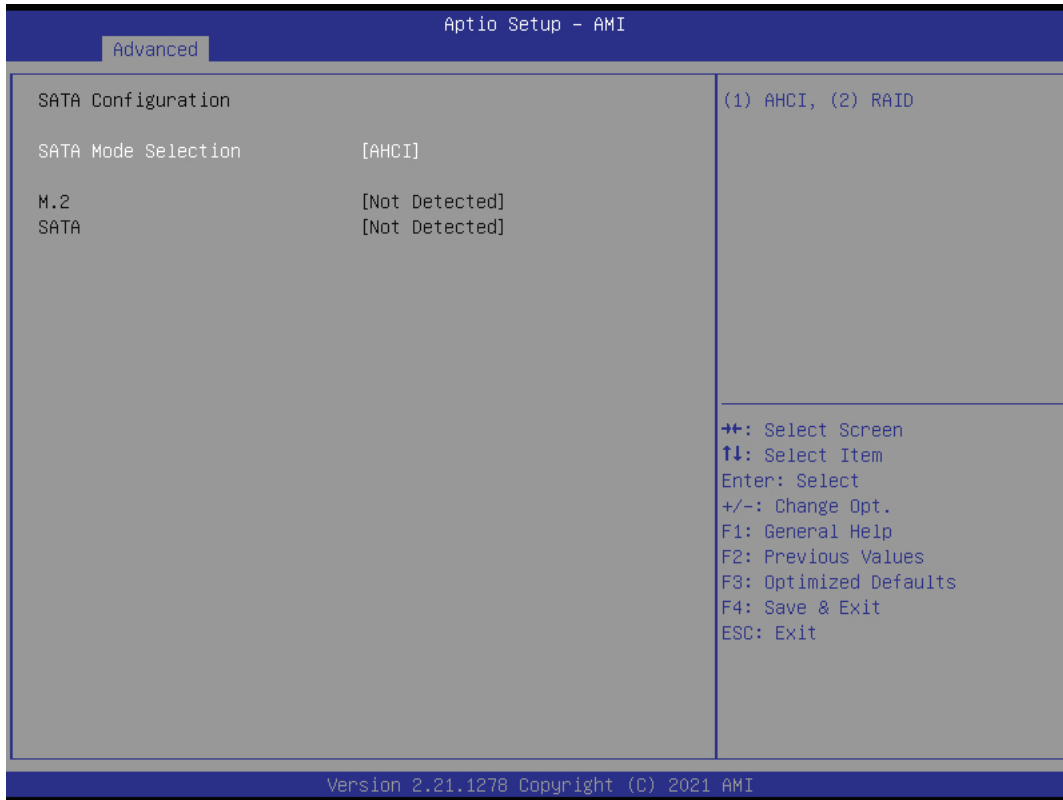 Aptio Setup - AMI
Advanced
SATA Configuration
SATA Mode Selection [AHCI]
M.2 [Not Detected]
SATA [Not Detected]
(1) AHCI, (2) RAID
→←: Select Screen
↑↓: Select Item
Enter: Select
+/-: Change Opt.
F1: General Help
F2: Previous Values
F3: Optimized Defaults
F4: Save & Exit
ESC: Exit
Version 2.21.1278 Copyright (C) 2021 AMI